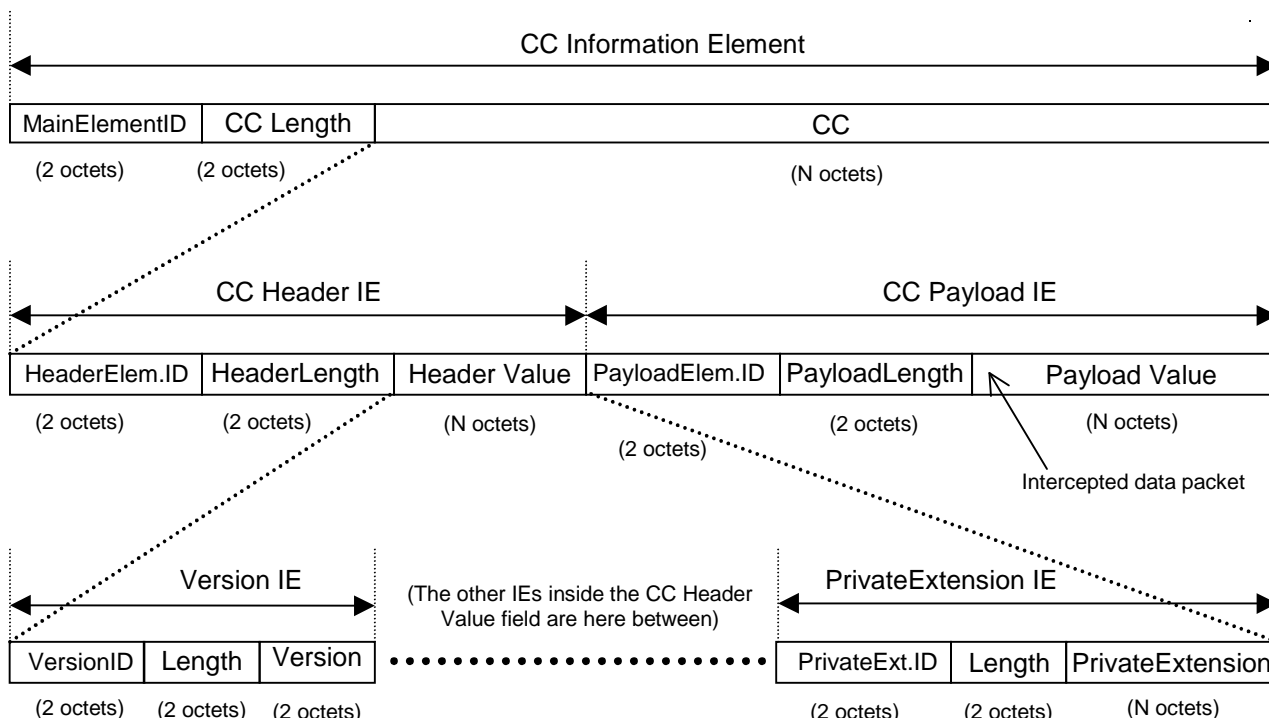 CC Information Element
MainElementID CC Length CC
(2 octets) (2 octets) (N octets)
CC Header IE CC Payload IE
HeaderElem.ID HeaderLength Header Value PayloadElem.ID PayloadLength Payload Value
(2 octets) (2 octets) (N octets) (2 octets) (2 octets) (N octets)
Intercepted data packet
Version IE (The other IEs inside the CC Header PrivateExtension IE
Value field are here between)
VersionID Length Version PrivateExt.ID Length PrivateExtension
(2 octets) (2 octets) (2 octets) (2 octets) (2 octets) (N octets)